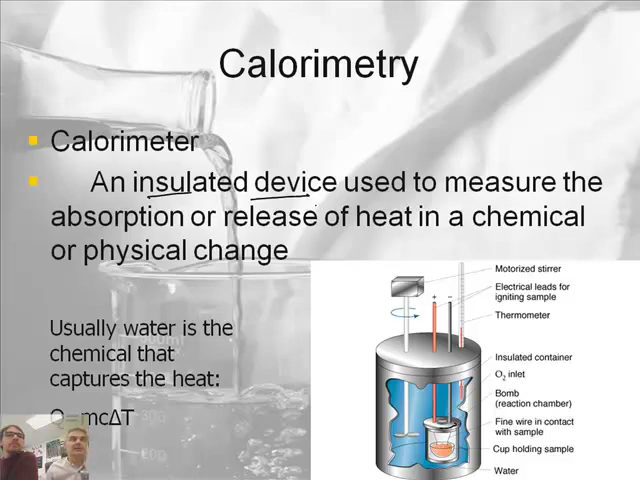 Calorimetry
Calorimeter
An insulated device used to measure the
absorption or release of heat in a chemical
or physical change
Usually water is the
chemical that
captures the heat:
Q=mcΔT
Motorized stirrer
Electrical leads for
igniting sample
Thermometer
+ −
Insulated container
O₂ inlet
Bomb
(reaction chamber)
Fine wire in contact
with sample
Cup holding sample
Water